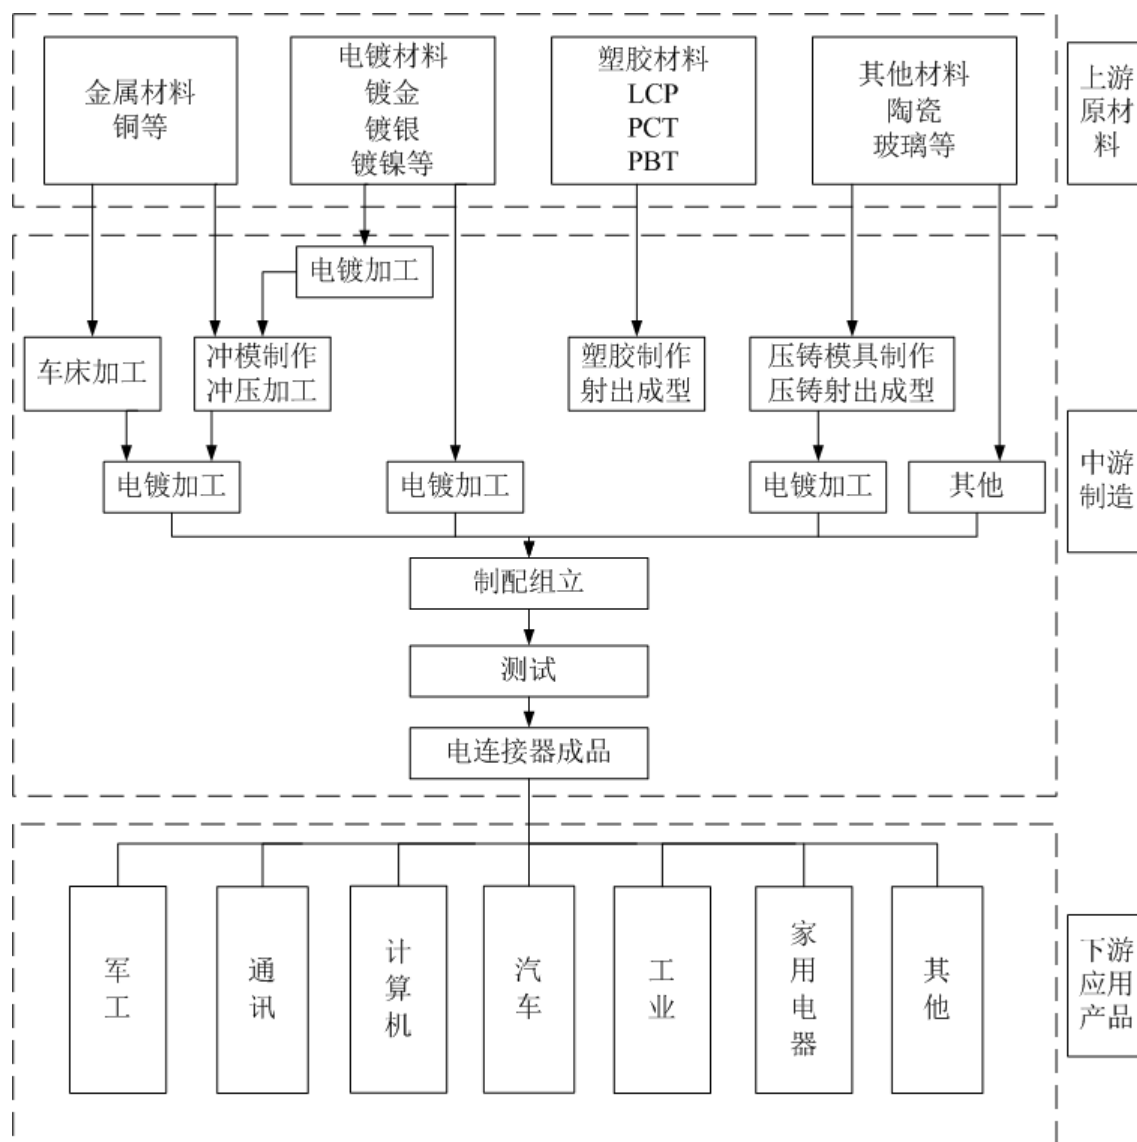 金属材料
铜等
电镀材料
镀金
镀银
镀镍等
塑胶材料
LCP
PCT
PBT
其他材料
陶瓷
玻璃等
上游
原材
料
电镀加工
车床加工
冲模制作
冲压加工
塑胶制作
射出成型
压铸模具制作
压铸射出成型
电镀加工
电镀加工
电镀加工
其他
中游
制造
制配组立
测试
电连接器成品
军工
通讯
计算机
汽车
工业
家用电器
其他
下游
应用
产品